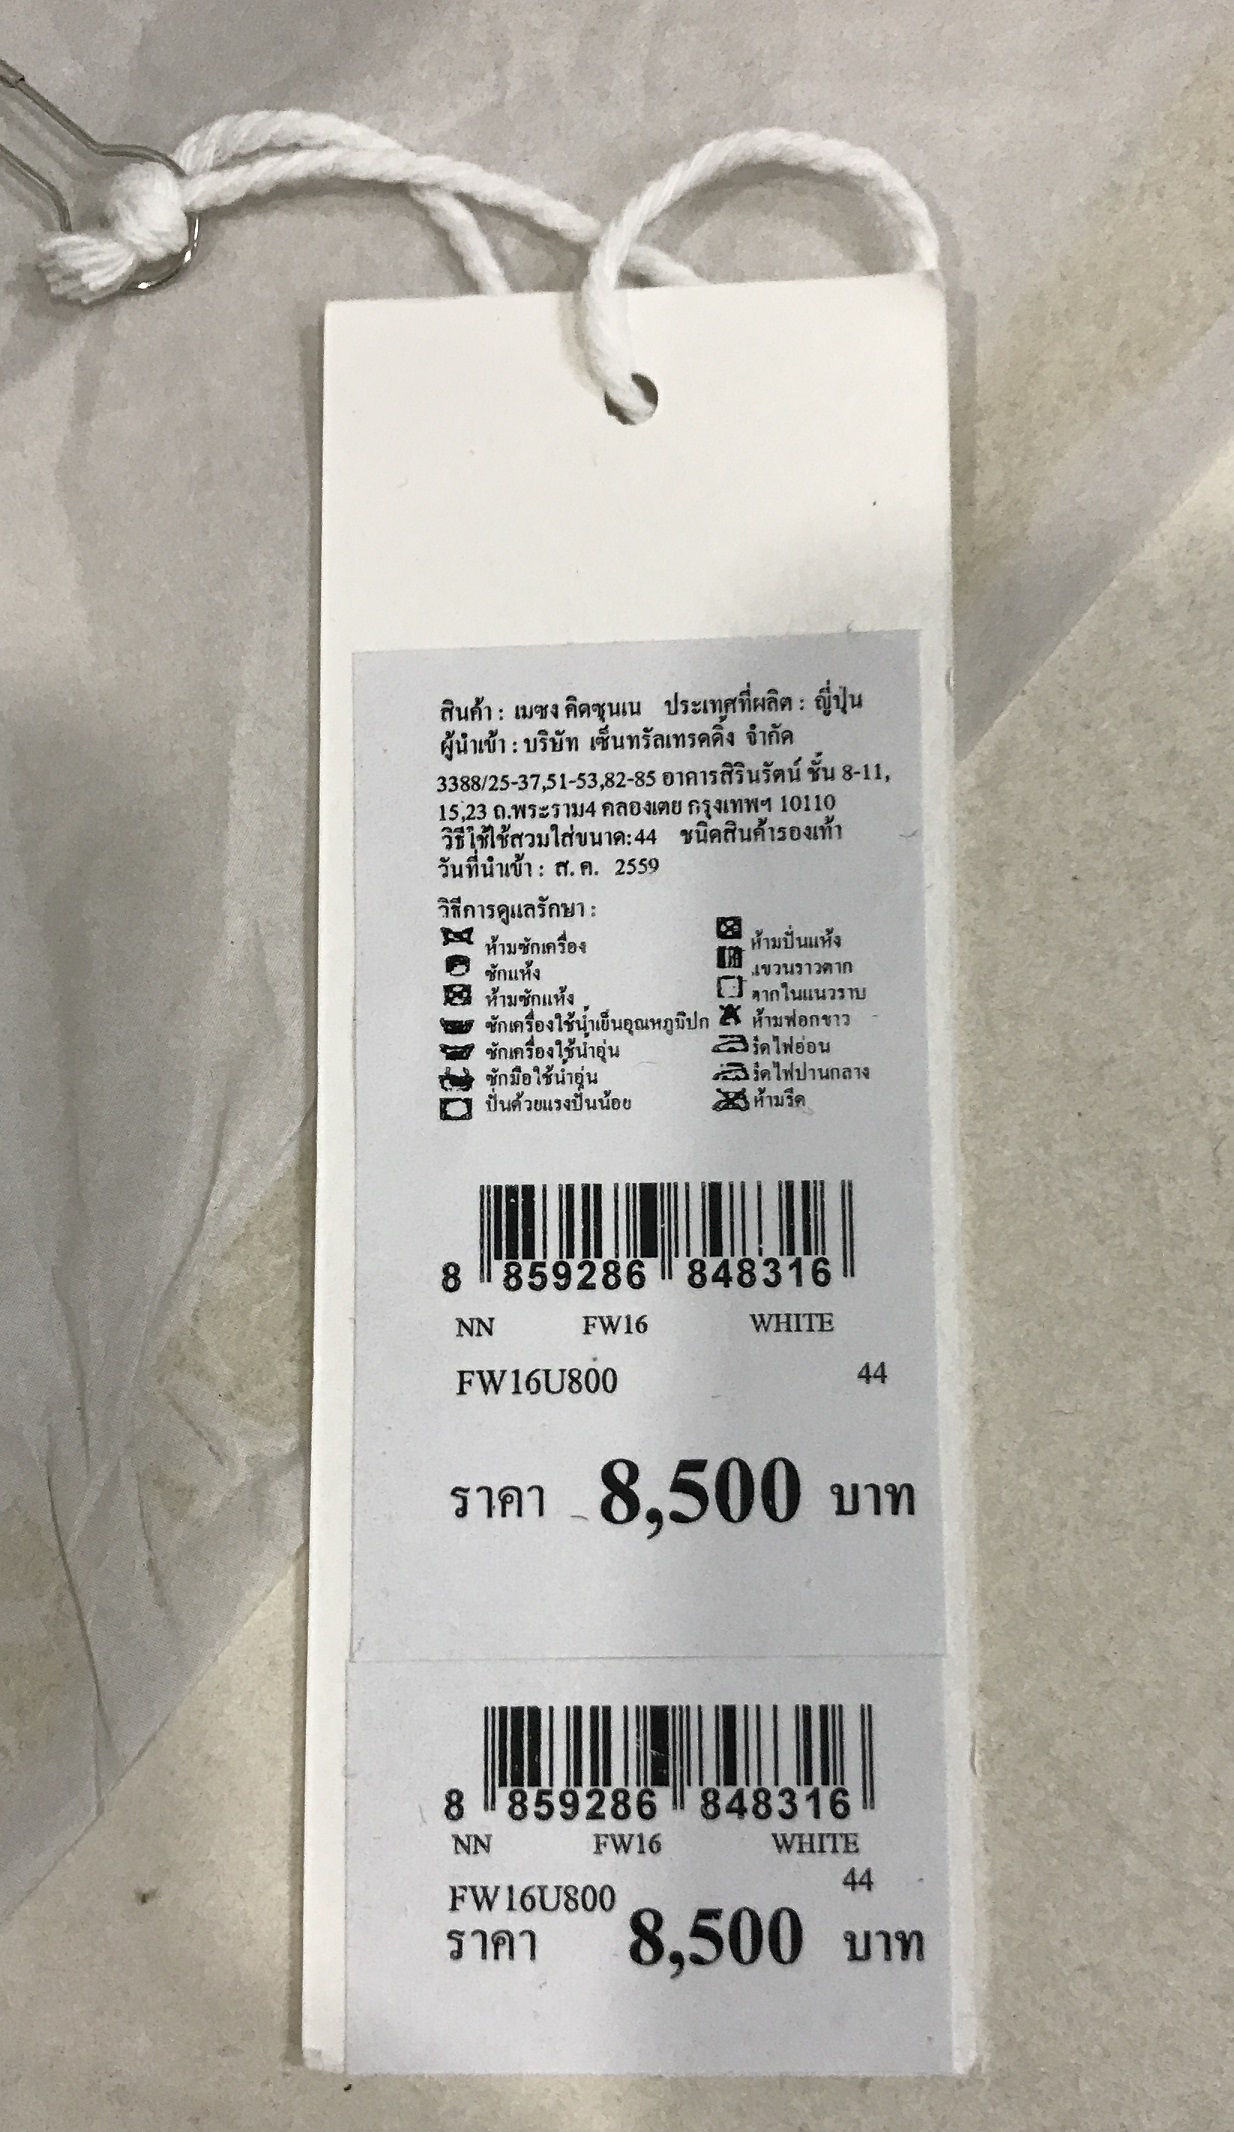 สินค้า : เมซง คิตซูเน ประเทศที่ผลิต : ญี่ปุ่น
ผู้นำเข้า : บริษัท เซ็นทรัลเทรดดิ้ง จำกัด
3388/25-37,51-53,82-85 อาคารสิรินรัตน์ ชั้น 8-11,
15,23 ถ.พระราม4 คลองเตย กรุงเทพฯ 10110
วิธีใช้ใช้สวมใส่ขนาด:44 ชนิดสินค้ารองเท้า
วันที่นำเข้า : ส.ค. 2559
วิธีการดูแลรักษา :
ห้ามซักเครื่อง ห้ามปั่นแห้ง
ซักแห้ง แขวนราวตาก
ห้ามซักแห้ง ตากในแนวราบ
ซักเครื่องใช้น้ำเย็นอุณหภูมิปก ห้ามฟอกขาว
ซักเครื่องใช้น้ำอุ่น รีดไฟอ่อน
ซักมือใช้น้ำอุ่น รีดไฟปานกลาง
ปั่นด้วยแรงปั่นน้อย ห้ามรีด
8 859286 848316
NN FW16 WHITE
FW16U800 44
ราคา 8,500 บาท
8 859286 848316
NN FW16 WHITE
FW16U800 44
ราคา 8,500 บาท